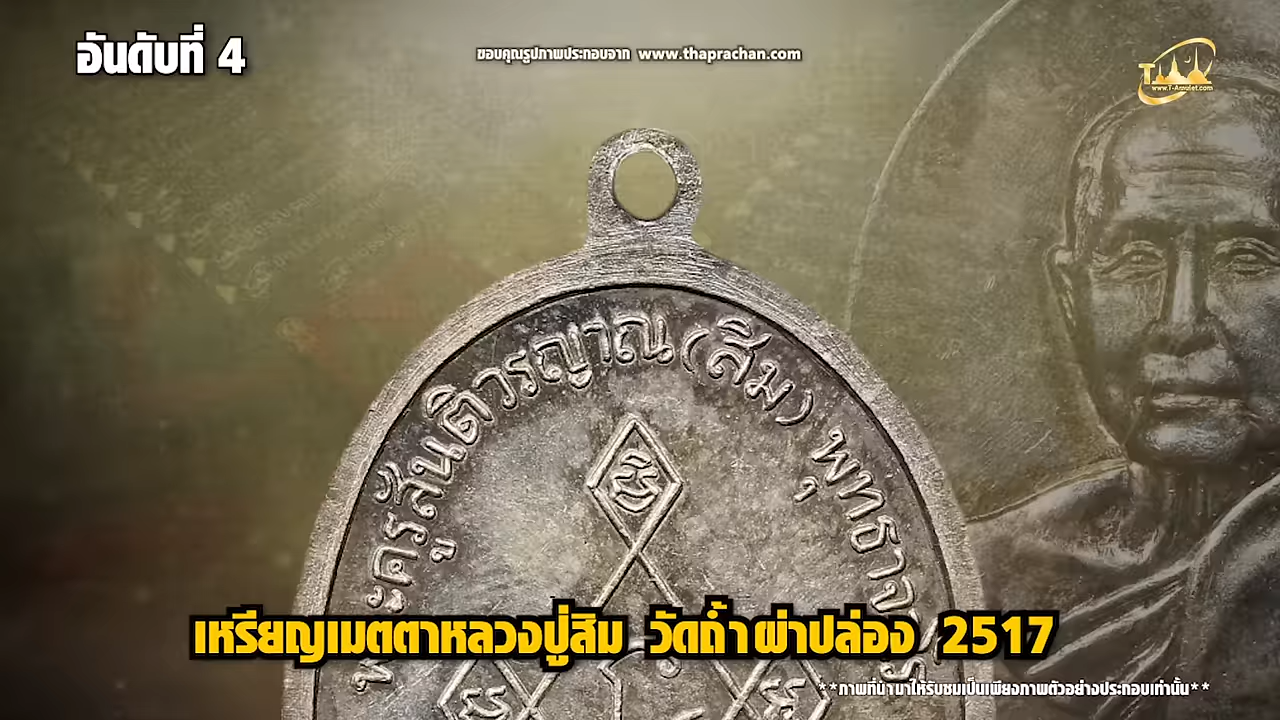 อันดับที่ 4
ขอบคุณรูปภาพประกอบจาก www.thaprachan.com
T
www.T-Amulet.com
พระครูสันติวรญาณ (สิม) พุทธาจาโร
เหรียญเมตตาหลวงปู่สิม วัดถ้ำผาปล่อง 2517
**ภาพที่นำมาให้รับชมเป็นเพียงภาพตัวอย่างประกอบเท่านั้น**